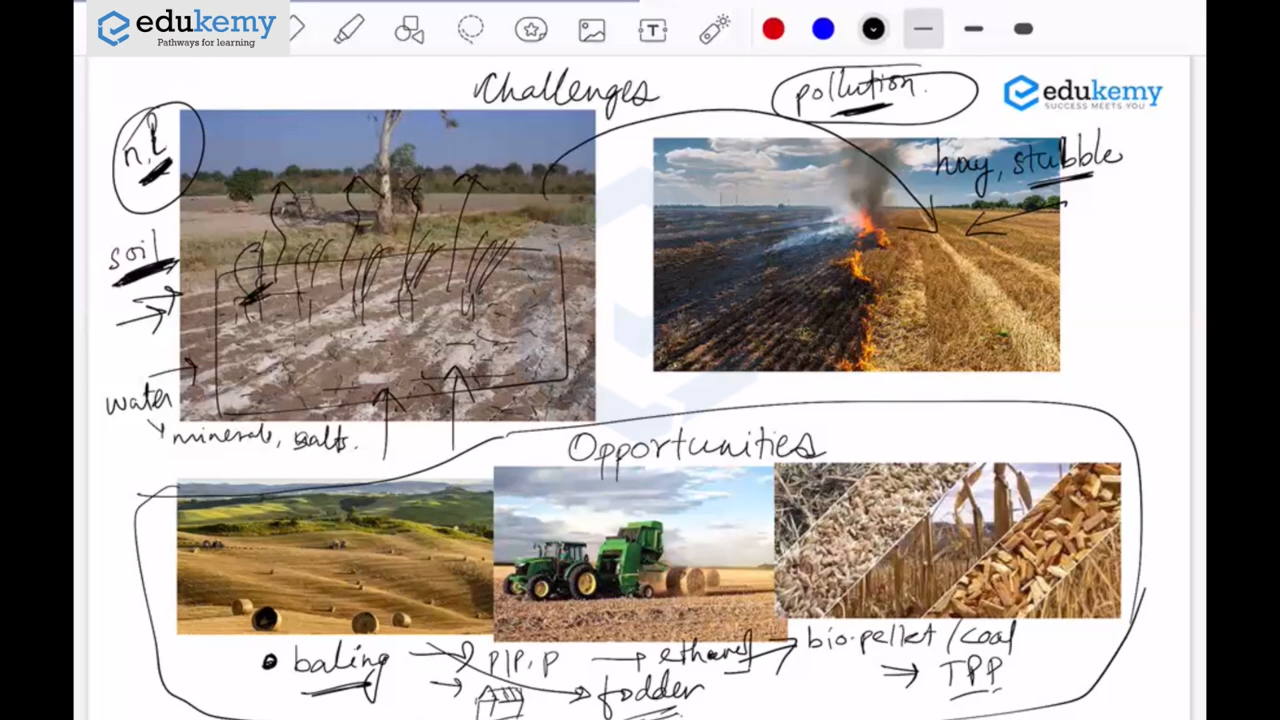 edukemy
Pathways for learning
T
Challenges
pollution.
edukemy
SUCCESS MEETS YOU
hay, stubble
soil
water
minerals, salts.
Opportunities
baling
ethanol
bio-pellet/coal
fodder
TPP